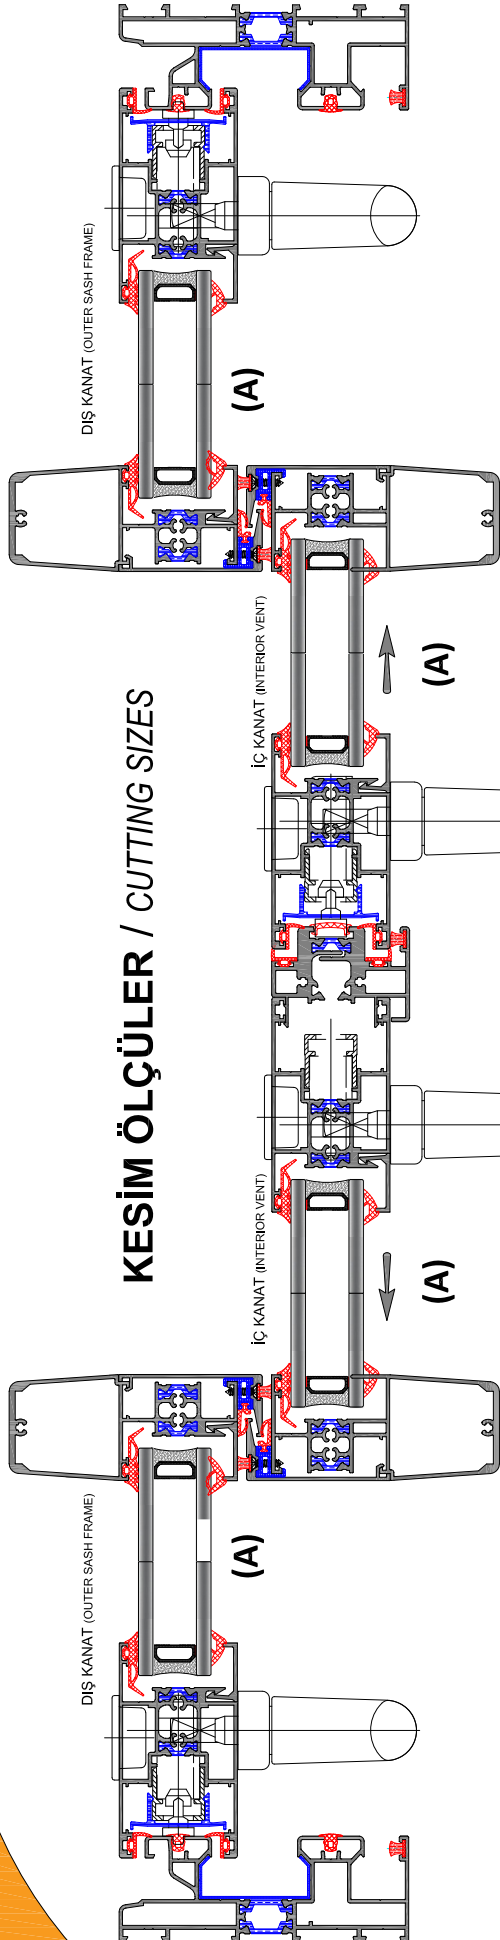 KESİM ÖLÇÜLER / CUTTING SIZES
DIŞ KANAT (OUTER SASH FRAME)
(A)
İÇ KANAT (INTERIOR VENT)
(A)
İÇ KANAT (INTERIOR VENT)
(A)
DIŞ KANAT (OUTER SASH FRAME)
(A)